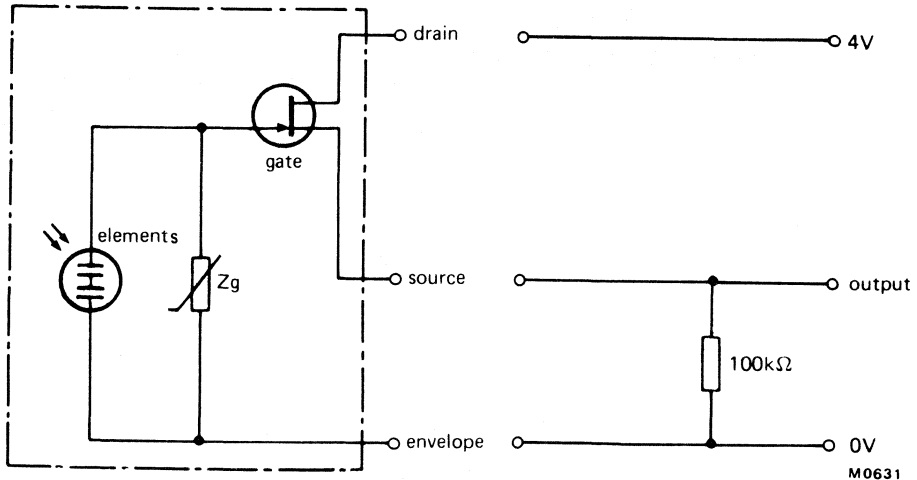 drain
4V
gate
elements
Zg
source
output
100kΩ
envelope
0V
M0631